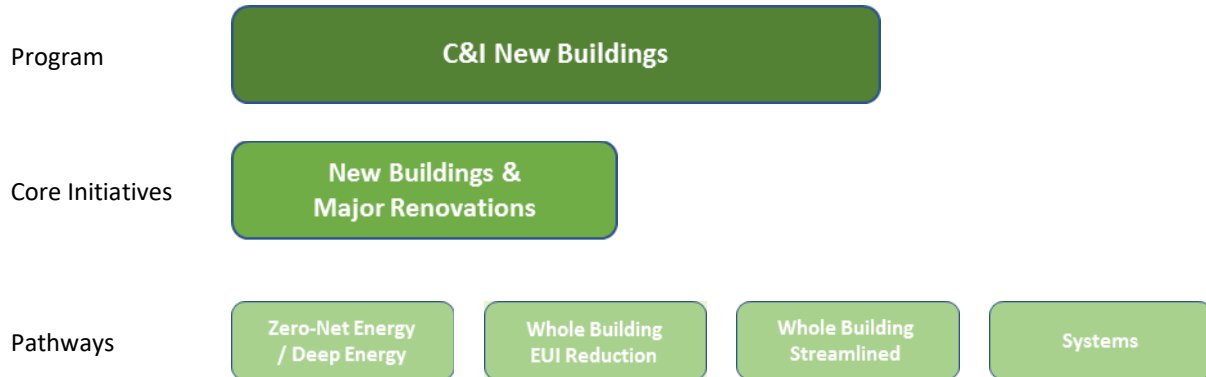 Program
C&I New Buildings
Core Initiatives
New Buildings &
Major Renovations
Pathways
Zero-Net Energy
/ Deep Energy
Whole Building
EUI Reduction
Whole Building
Streamlined
Systems